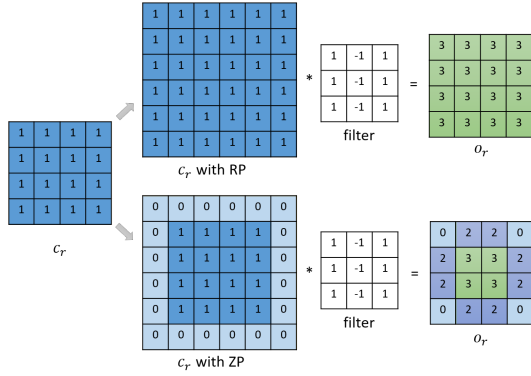 1 1 1 1 1 1
1 1 1 1 1 1
1 1 1 1 1 1
1 1 1 1 1 1
1 1 1 1 1 1
1 1 1 1 1 1
c_r with RP
*
1 -1 1
1 -1 1
1 -1 1
filter
=
3 3 3 3
3 3 3 3
3 3 3 3
3 3 3 3
o_r
1 1 1 1
1 1 1 1
1 1 1 1
1 1 1 1
c_r
0 0 0 0 0 0
0 1 1 1 1 0
0 1 1 1 1 0
0 1 1 1 1 0
0 1 1 1 1 0
0 0 0 0 0 0
c_r with ZP
*
1 -1 1
1 -1 1
1 -1 1
filter
=
0 2 2 0
2 3 3 2
2 3 3 2
0 2 2 0
o_r